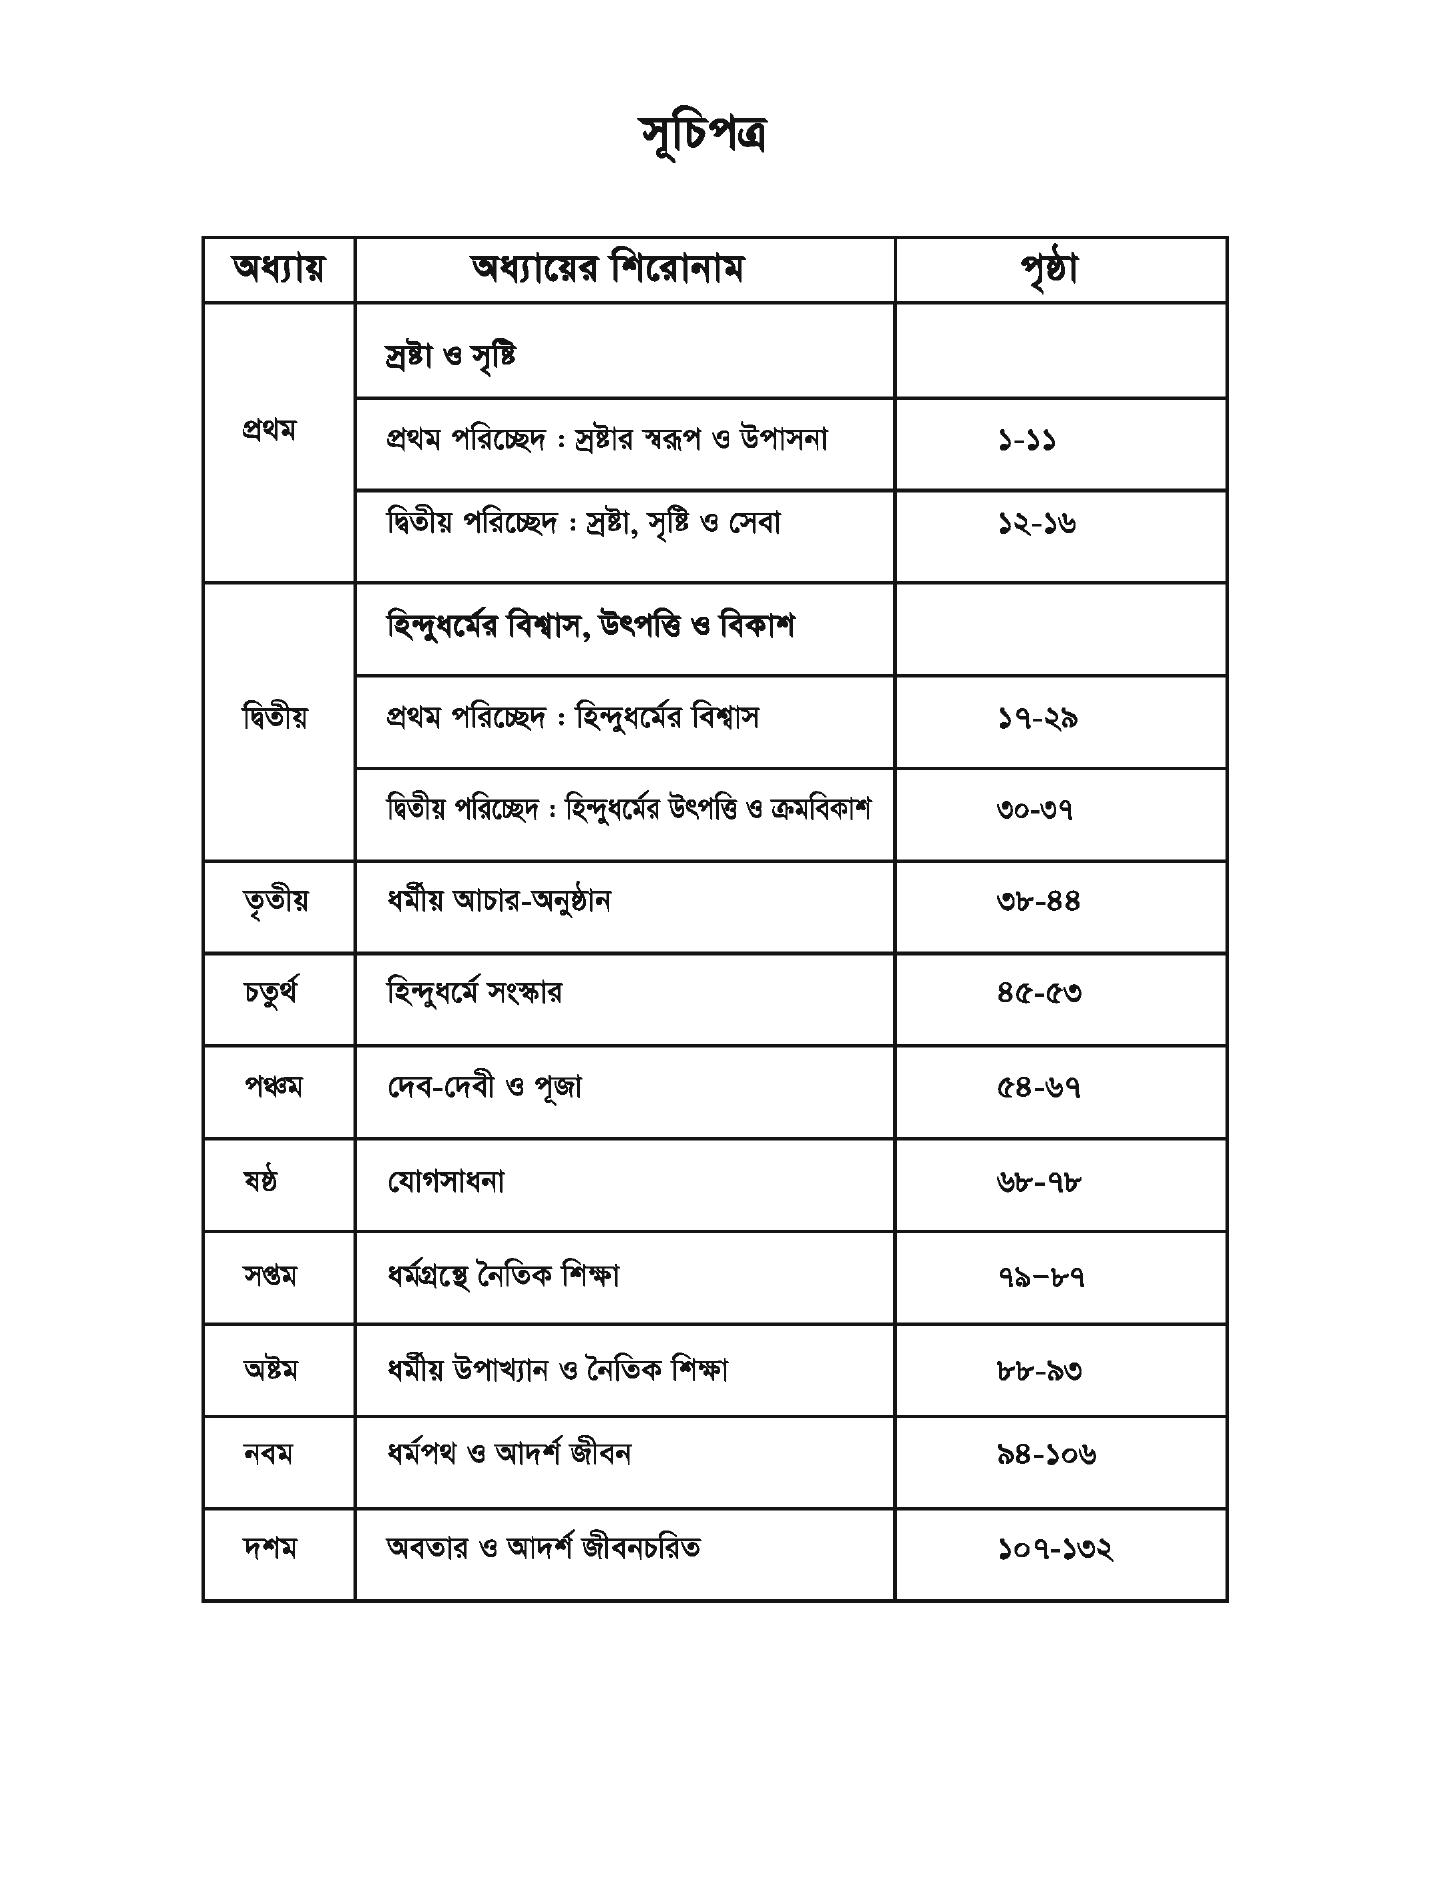 সূচিপত্র
অধ্যায় অধ্যায়ের শিরোনাম পৃষ্ঠা
প্রথম
স্রষ্টা ও সৃষ্টি
প্রথম পরিচ্ছেদ : স্রষ্টার স্বরূপ ও উপাসনা ১-১১
দ্বিতীয় পরিচ্ছেদ : স্রষ্টা, সৃষ্টি ও সেবা ১২-১৬
দ্বিতীয়
হিন্দুধর্মের বিশ্বাস, উৎপত্তি ও বিকাশ
প্রথম পরিচ্ছেদ : হিন্দুধর্মের বিশ্বাস ১৭-২৯
দ্বিতীয় পরিচ্ছেদ : হিন্দুধর্মের উৎপত্তি ও ক্রমবিকাশ ৩০-৩৭
তৃতীয় ধর্মীয় আচার-অনুষ্ঠান ৩৮-৪৪
চতুর্থ হিন্দুধর্মে সংস্কার ৪৫-৫৩
পঞ্চম দেব-দেবী ও পূজা ৫৪-৬৭
ষষ্ঠ যোগসাধনা ৬৮-৭৮
সপ্তম ধর্মগ্রন্থে নৈতিক শিক্ষা ৭৯–৮৭
অষ্টম ধর্মীয় উপাখ্যান ও নৈতিক শিক্ষা ৮৮-৯৩
নবম ধর্মপথ ও আদর্শ জীবন ৯৪-১০৬
দশম অবতার ও আদর্শ জীবনচরিত ১০৭-১৩২